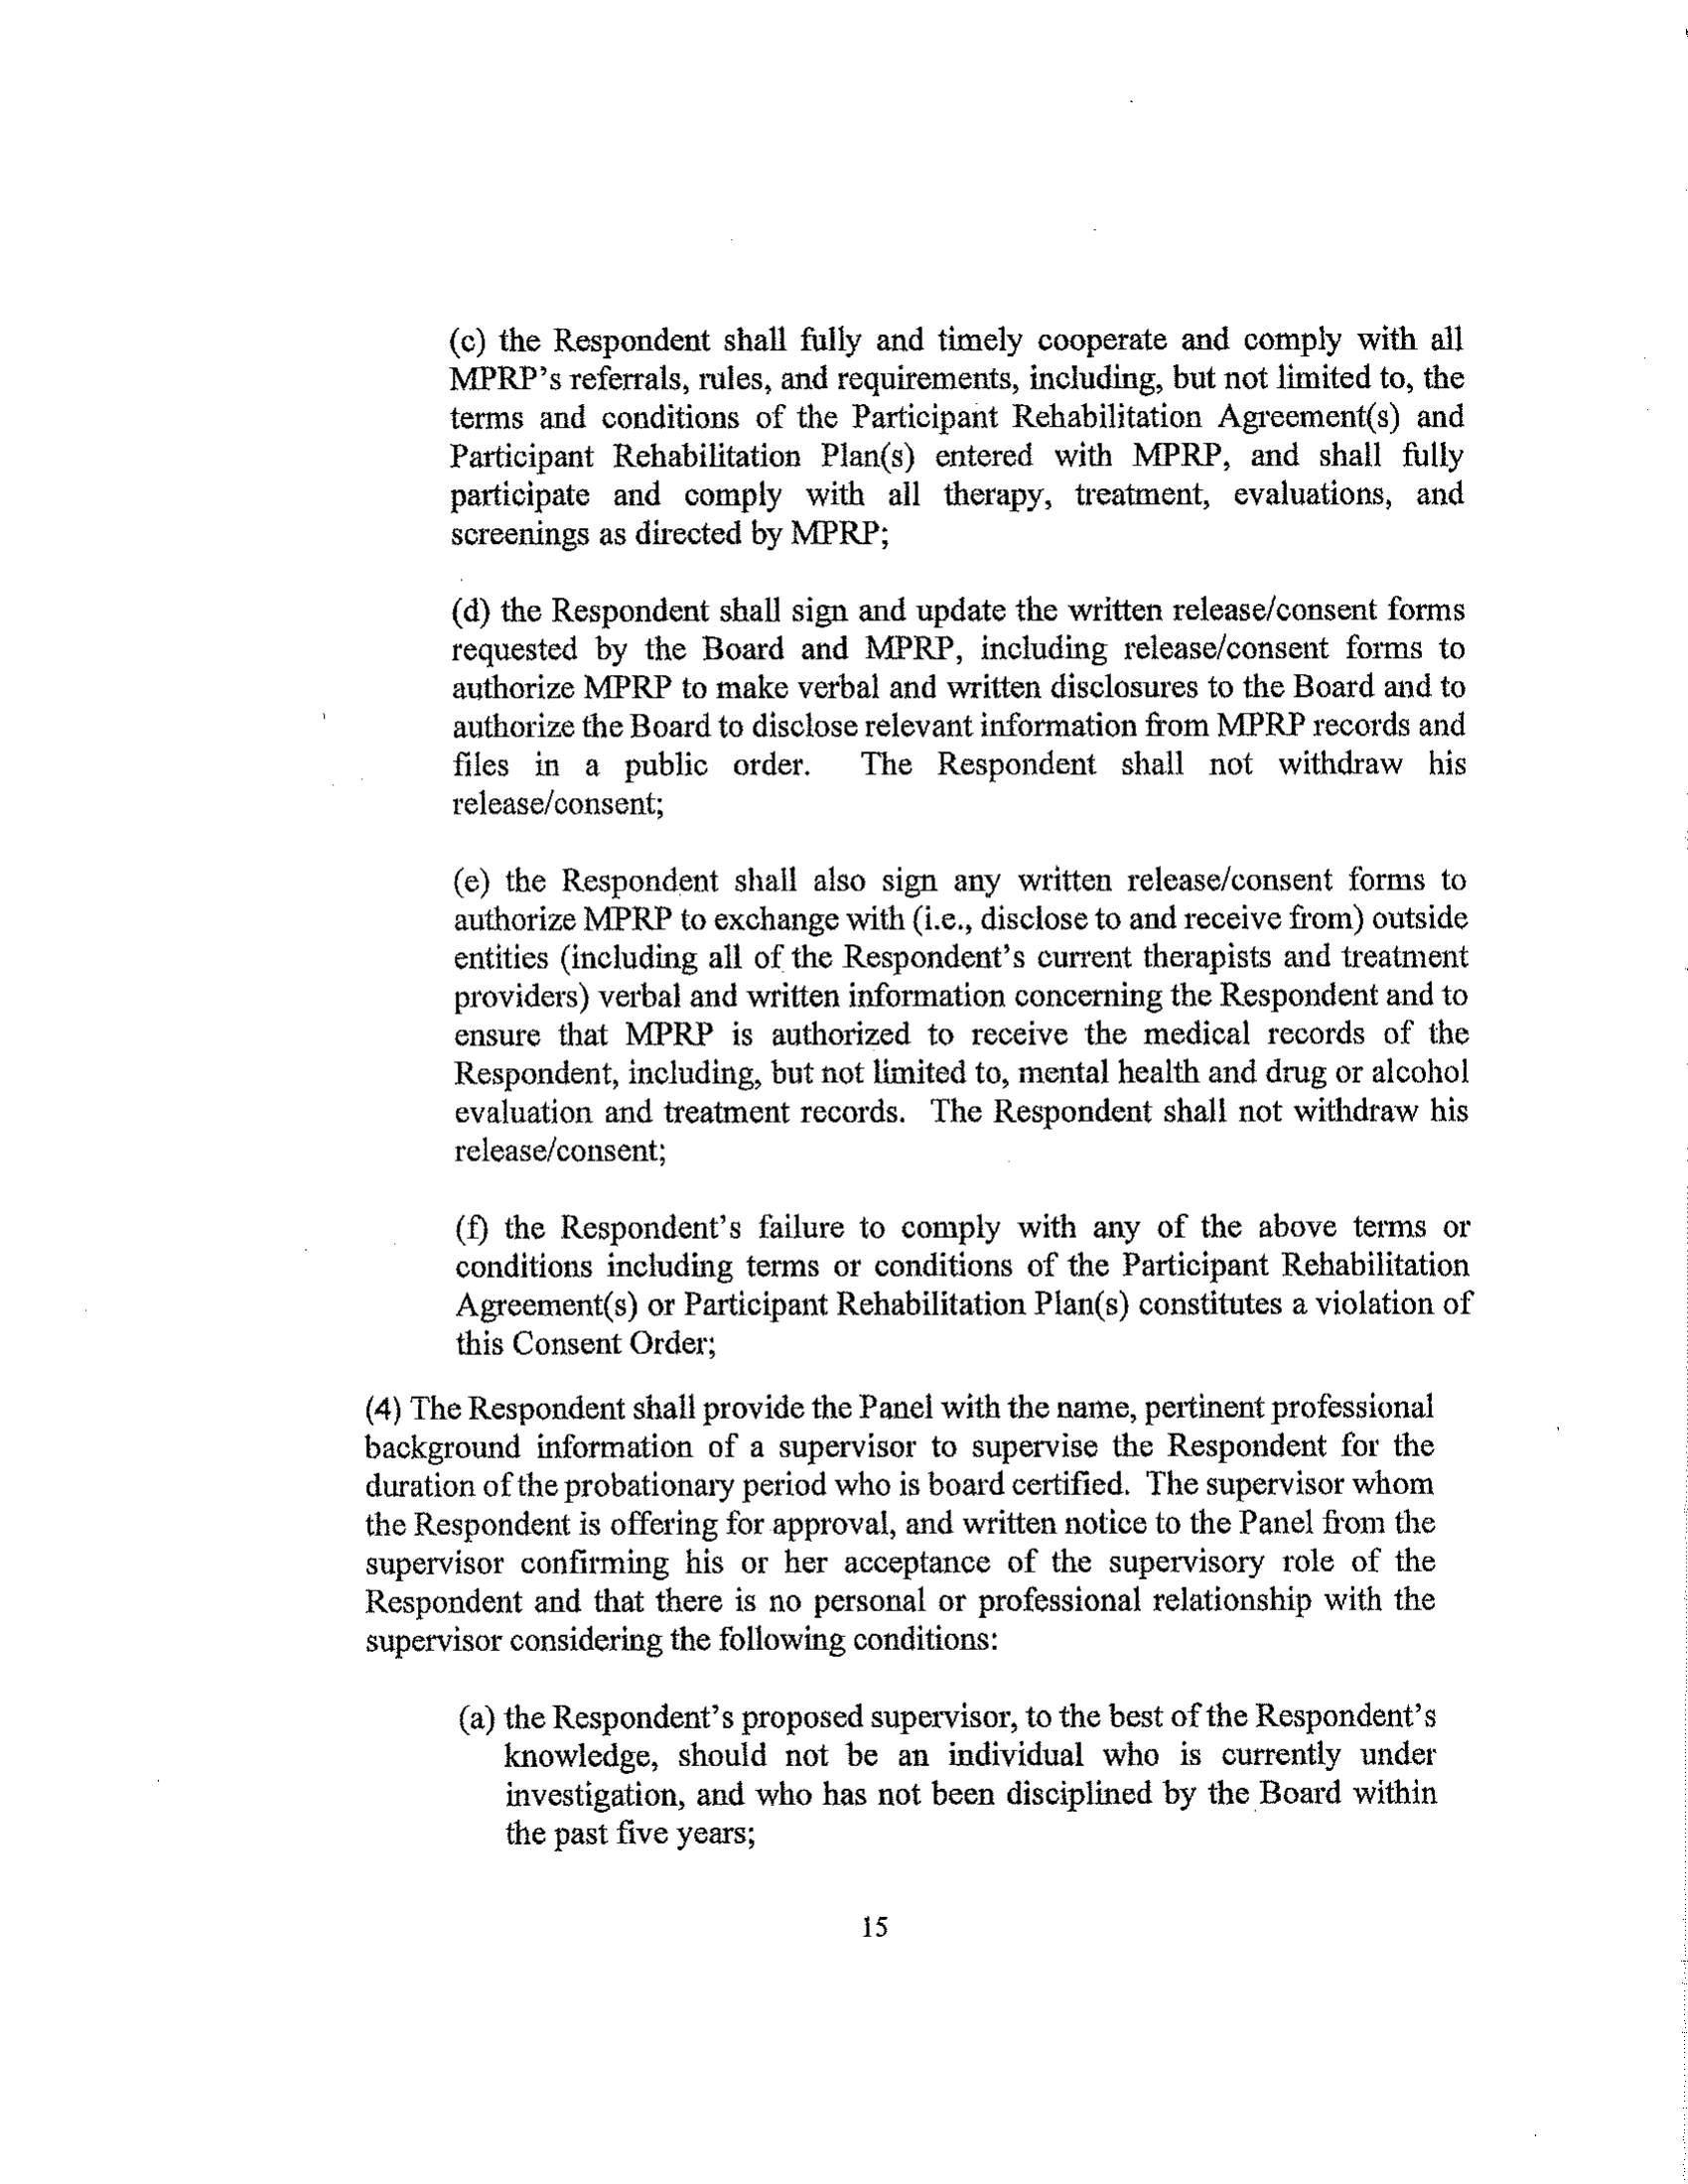 (c) the Respondent shall fully and timely cooperate and comply with all
MPRP's referrals, rules, and requirements, including, but not limited to, the
terms and conditions of the Participant Rehabilitation Agreement(s) and
Participant Rehabilitation Plan(s) entered with MPRP, and shall fully
participate and comply with all therapy, treatment, evaluations, and
screenings as directed by MPRP;
(d) the Respondent shall sign and update the written release/consent forms
requested by the Board and MPRP, including release/consent forms to
authorize MPRP to make verbal and written disclosures to the Board and to
authorize the Board to disclose relevant information from MPRP records and
files in a public order. The Respondent shall not withdraw his
release/consent;
(e) the Respondent shall also sign any written release/consent forms to
authorize MPRP to exchange with (i.e., disclose to and receive from) outside
entities (including all of the Respondent's current therapists and treatment
providers) verbal and written information concerning the Respondent and to
ensure that MPRP is authorized to receive the medical records of the
Respondent, including, but not limited to, mental health and drug or alcohol
evaluation and treatment records. The Respondent shall not withdraw his
release/consent;
(f) the Respondent's failure to comply with any of the above terms or
conditions including terms or conditions of the Participant Rehabilitation
Agreement(s) or Participant Rehabilitation Plan(s) constitutes a violation of
this Consent Order;
(4) The Respondent shall provide the Panel with the name, pertinent professional
background information of a supervisor to supervise the Respondent for the
duration of the probationary period who is board certified. The supervisor whom
the Respondent is offering for approval, and written notice to the Panel from the
supervisor confirming his or her acceptance of the supervisory role of the
Respondent and that there is no personal or professional relationship with the
supervisor considering the following conditions:
(a) the Respondent's proposed supervisor, to the best of the Respondent's
knowledge, should not be an individual who is currently under
investigation, and who has not been disciplined by the Board within
the past five years;
15